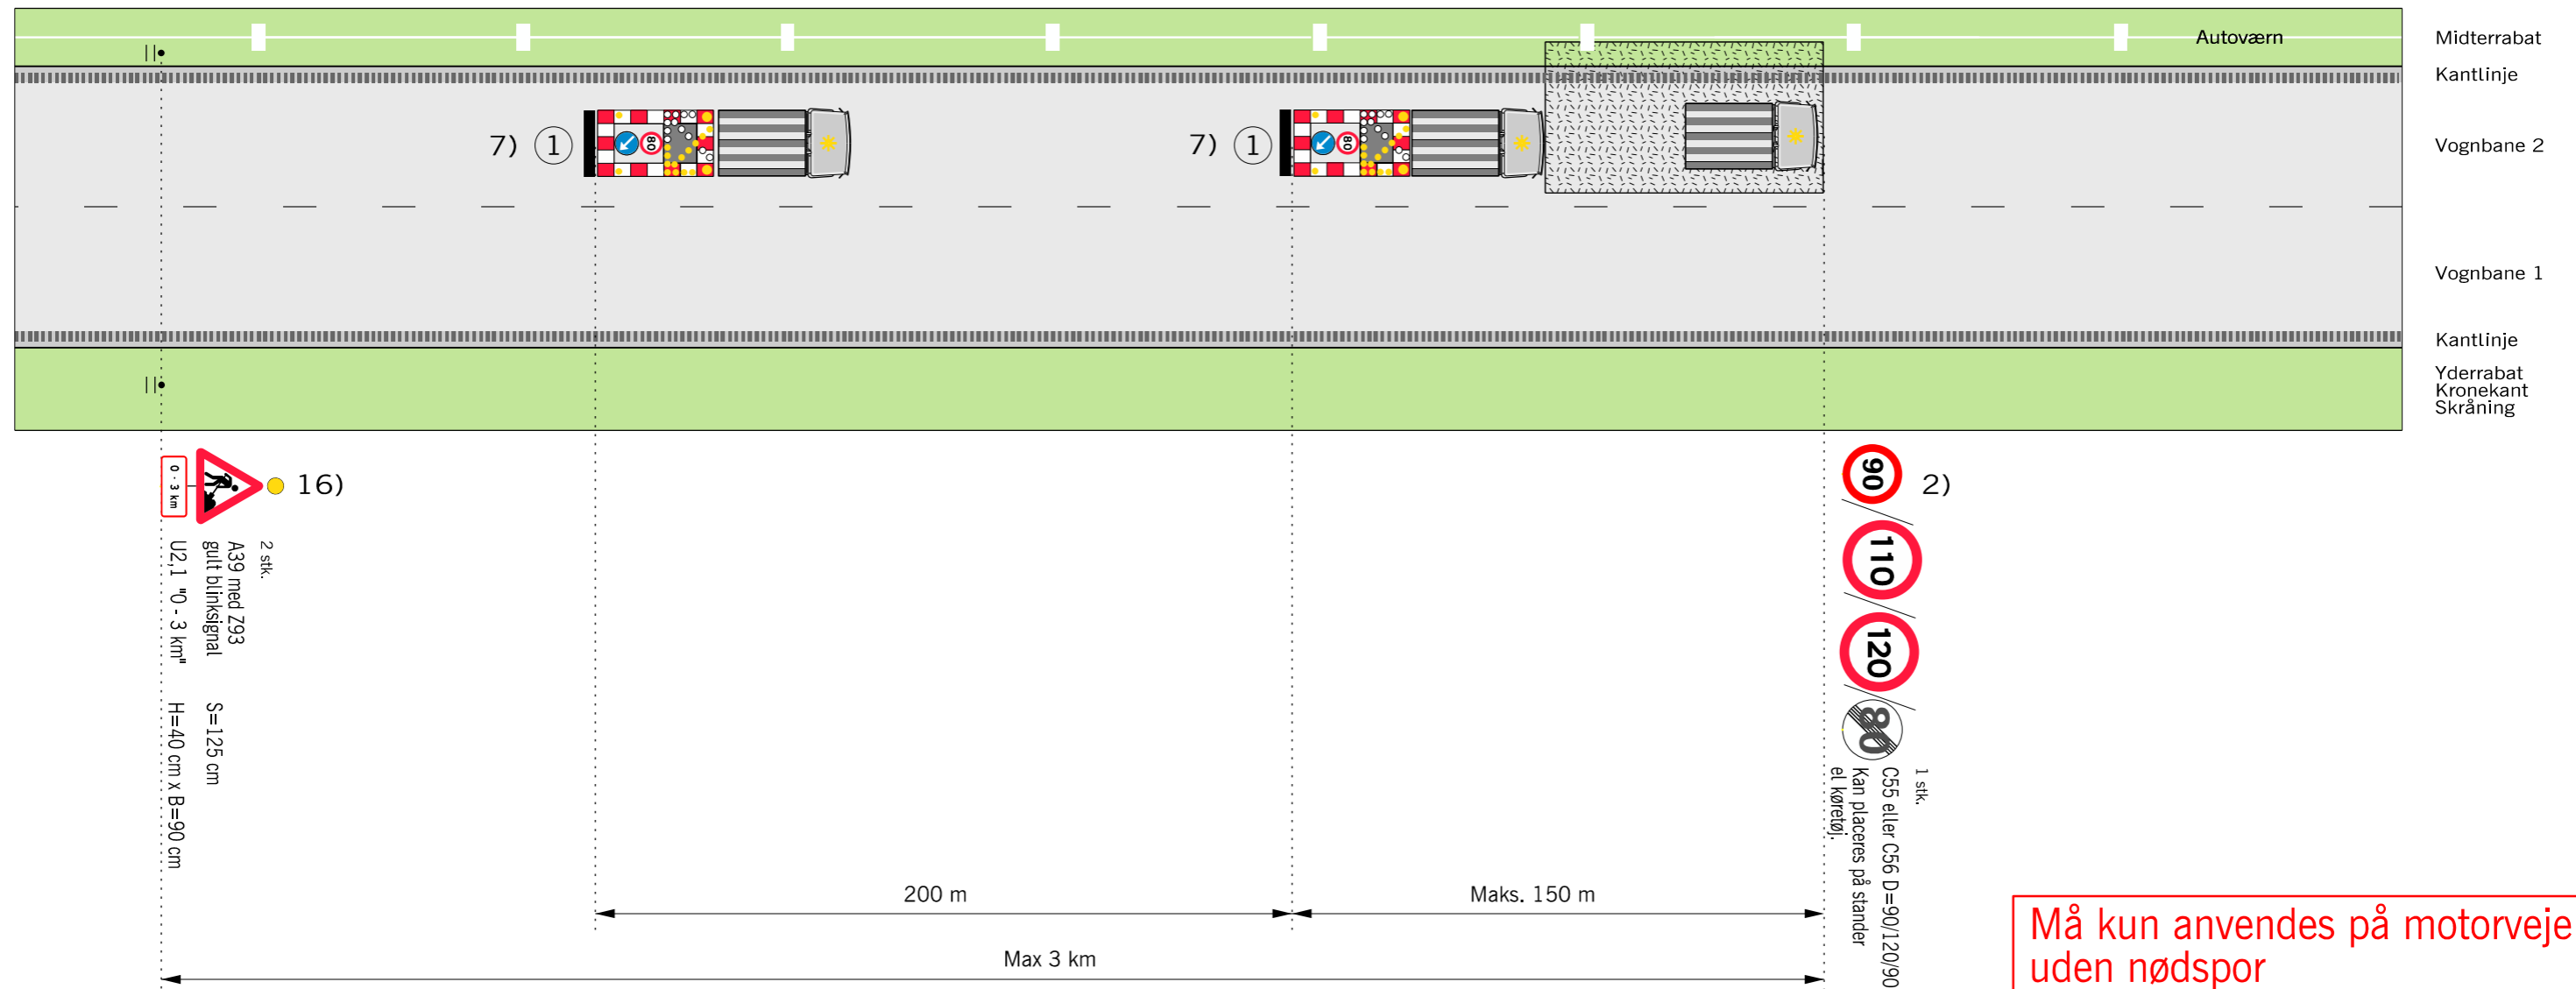 Autoværn
Midterrabat
Kantlinje
7) 1
80
7) 1
80
Vognbane 2
Vognbane 1
Kantlinje
Yderrabat
Kronekant
Skråning
0 - 3 km
16)
2 stk.
A39 med Z93
gult blinksignal S=125 cm
U2,1 "0 - 3 km" H=40 cm x B=90 cm
90
2)
110
120
80
1 stk.
C55 eller C56 D=90/120/90
Kan placeres på stander
el køretøj.
200 m
Maks. 150 m
Max 3 km
Må kun anvendes på motorveje
uden nødspor